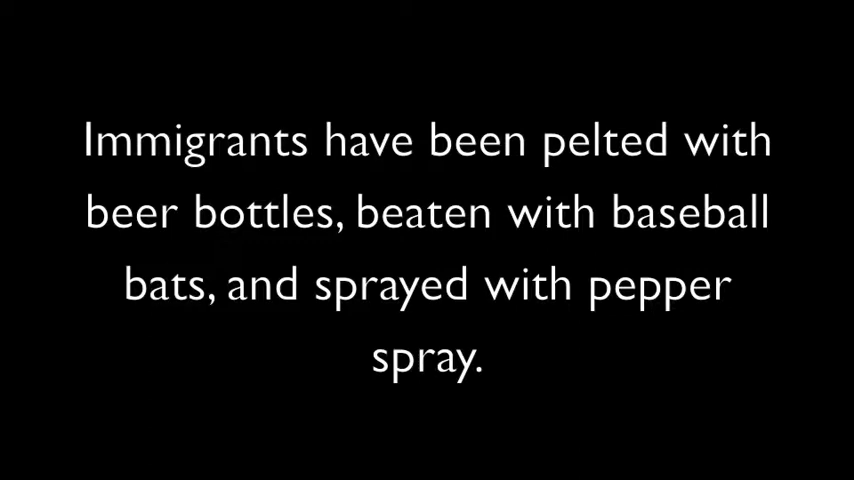 Immigrants have been pelted with
beer bottles, beaten with baseball
bats, and sprayed with pepper
spray.